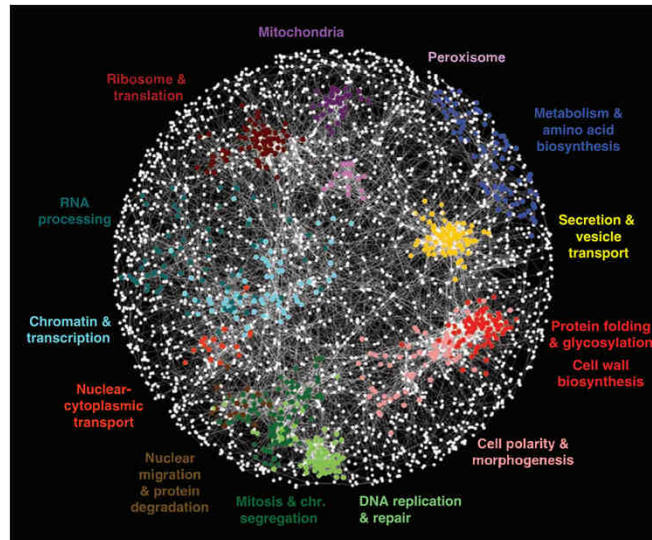 Mitochondria
Peroxisome
Ribosome &
translation
Metabolism &
amino acid
biosynthesis
RNA
processing
Secretion &
vesicle
transport
Chromatin &
transcription
Protein folding
& glycosylation
Cell wall
biosynthesis
Nuclear-
cytoplasmic
transport
Cell polarity &
morphogenesis
Nuclear
migration
& protein
degradation
Mitosis & chr.
segregation
DNA replication
& repair